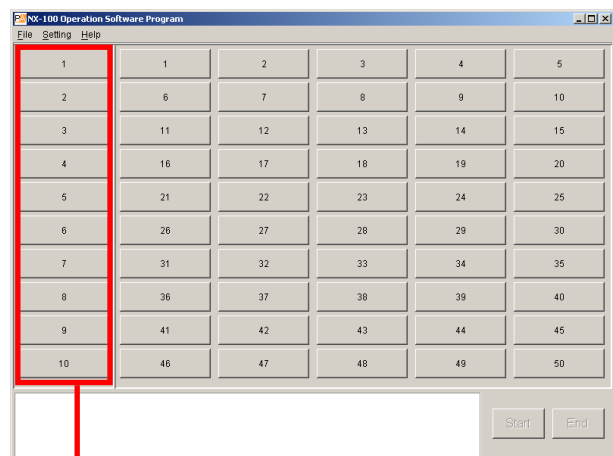 NX-100 Operation Software Program
File Setting Help
1 1 2 3 4 5
2 6 7 8 9 10
3 11 12 13 14 15
4 16 17 18 19 20
5 21 22 23 24 25
6 26 27 28 29 30
7 31 32 33 34 35
8 36 37 38 39 40
9 41 42 43 44 45
10 46 47 48 49 50
Start End